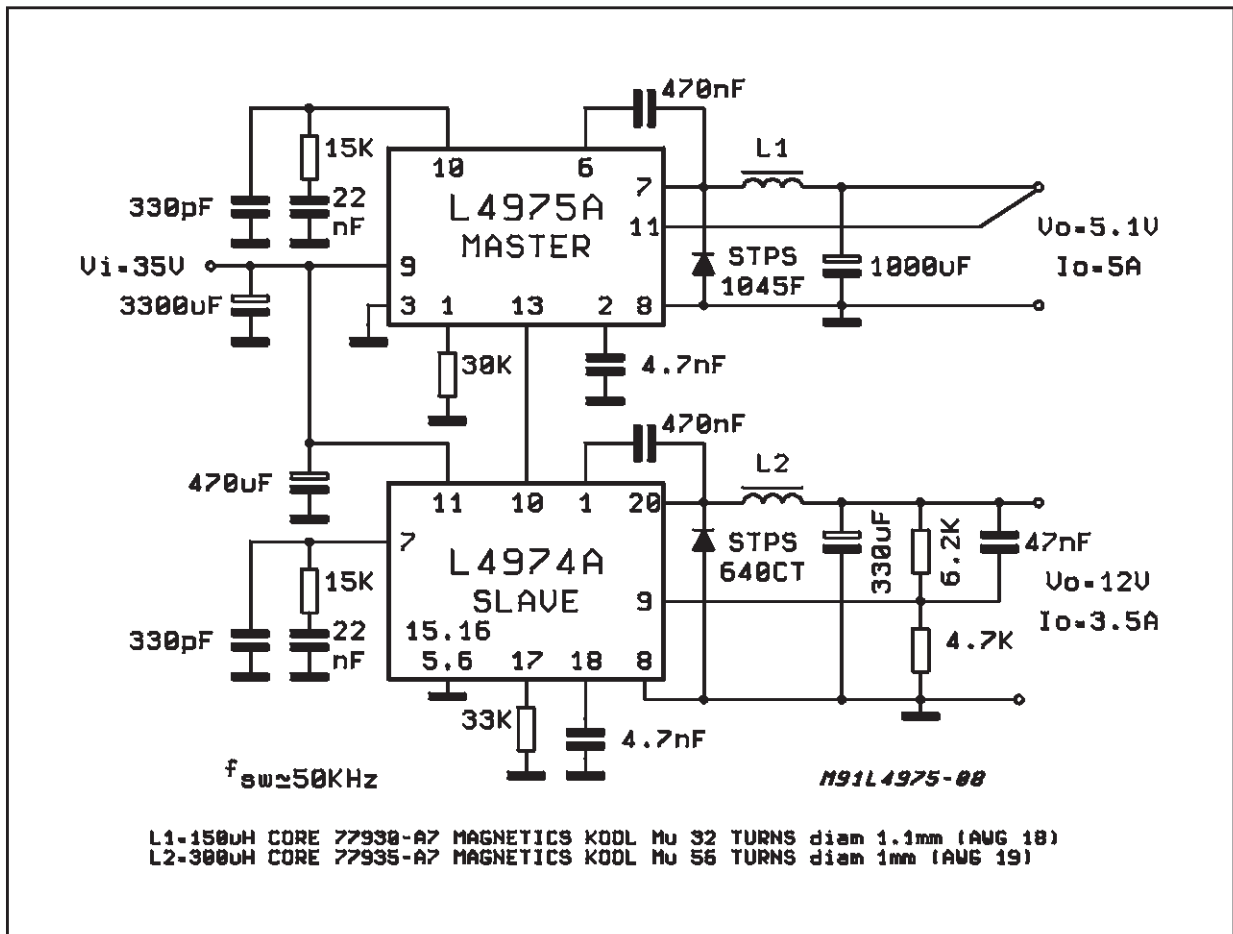 470nF
15K
10
6
L1
330pF
22
nF
L4975A
MASTER
7
11
Vo=5.1V
Io=5A
Vi=35V
9
STPS
1045F
1000uF
3300uF
3
1
13
2
8
30K
4.7nF
470nF
L2
470uF
11
10
1
20
7
L4974A
SLAVE
STPS
640CT
330uF
6.2K
47nF
15K
9
Vo=12V
Io=3.5A
330pF
22
nF
15.16
5.6
17
18
8
4.7K
33K
4.7nF
fsw≃50KHz
M91L4975-08
L1=150uH CORE 77930-A7 MAGNETICS KOOL Mu 32 TURNS diam 1.1mm (AWG 18)
L2=300uH CORE 77935-A7 MAGNETICS KOOL Mu 56 TURNS diam 1mm (AWG 19)